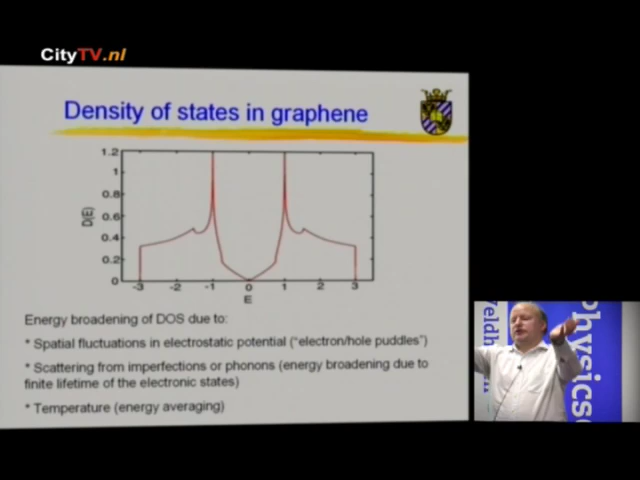 CityTV.nl
Density of states in graphene
1.2
1
0.8
0.6
0.4
0.2
0
D(E)
-3 -2 -1 0 1 2 3
E
Energy broadening of DOS due to:
* Spatial fluctuations in electrostatic potential ("electron/hole puddles")
* Scattering from imperfections or phonons (energy broadening due to
finite lifetime of the electronic states)
* Temperature (energy averaging)
veldh
physics